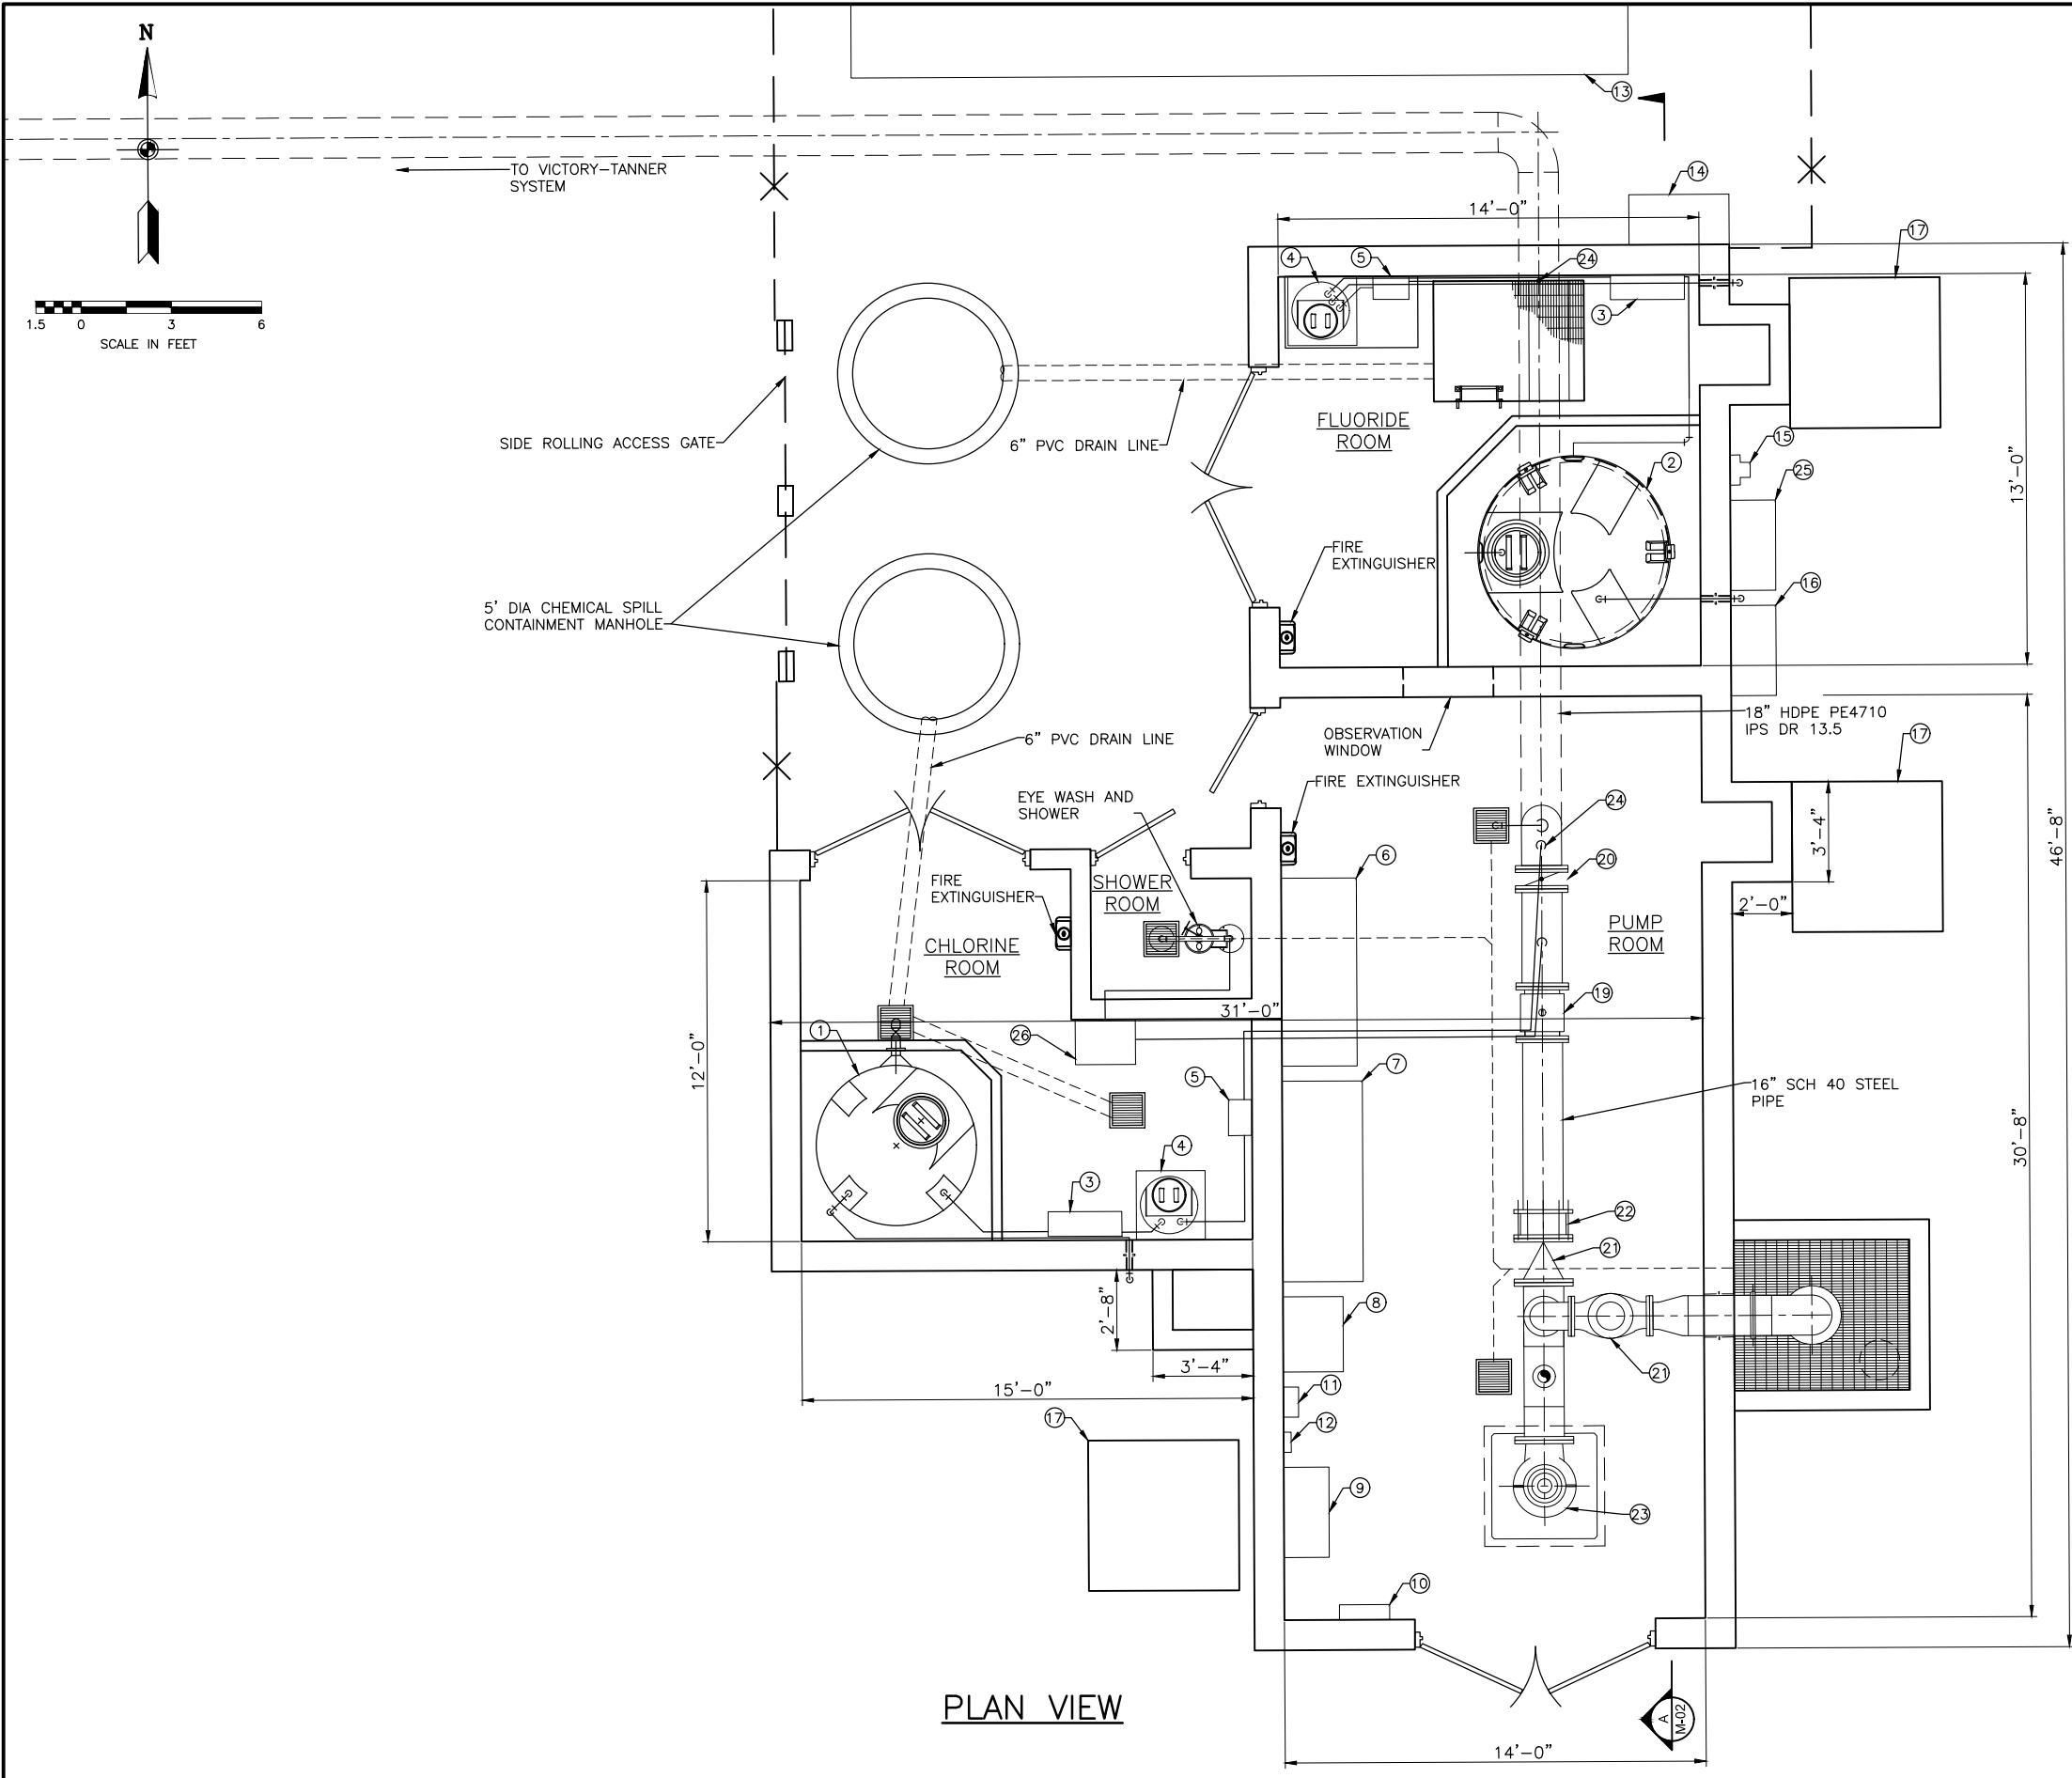 N
13
TO VICTORY-TANNER
SYSTEM
14
14'-0"
17
4
5
24
3
1.5 0 3 6
SCALE IN FEET
SIDE ROLLING ACCESS GATE
6" PVC DRAIN LINE
FLUORIDE
ROOM
2
15
25
13'-0"
FIRE
EXTINGUISHER
16
5' DIA CHEMICAL SPILL
CONTAINMENT MANHOLE
18" HDPE PE4710
IPS DR 13.5
OBSERVATION
WINDOW
17
6" PVC DRAIN LINE
FIRE EXTINGUISHER
EYE WASH AND
SHOWER
24
3'-4"
46'-8"
6
20
FIRE
EXTINGUISHER
SHOWER
ROOM
2'-0"
PUMP
ROOM
CHLORINE
ROOM
19
31'-0"
1
26
12'-0"
7
5
16" SCH 40 STEEL
PIPE
30'-8"
4
3
22
21
8
2'-8"
3'-4"
21
11
15'-0"
17
12
9
23
10
PLAN VIEW
A
M-02
14'-0"